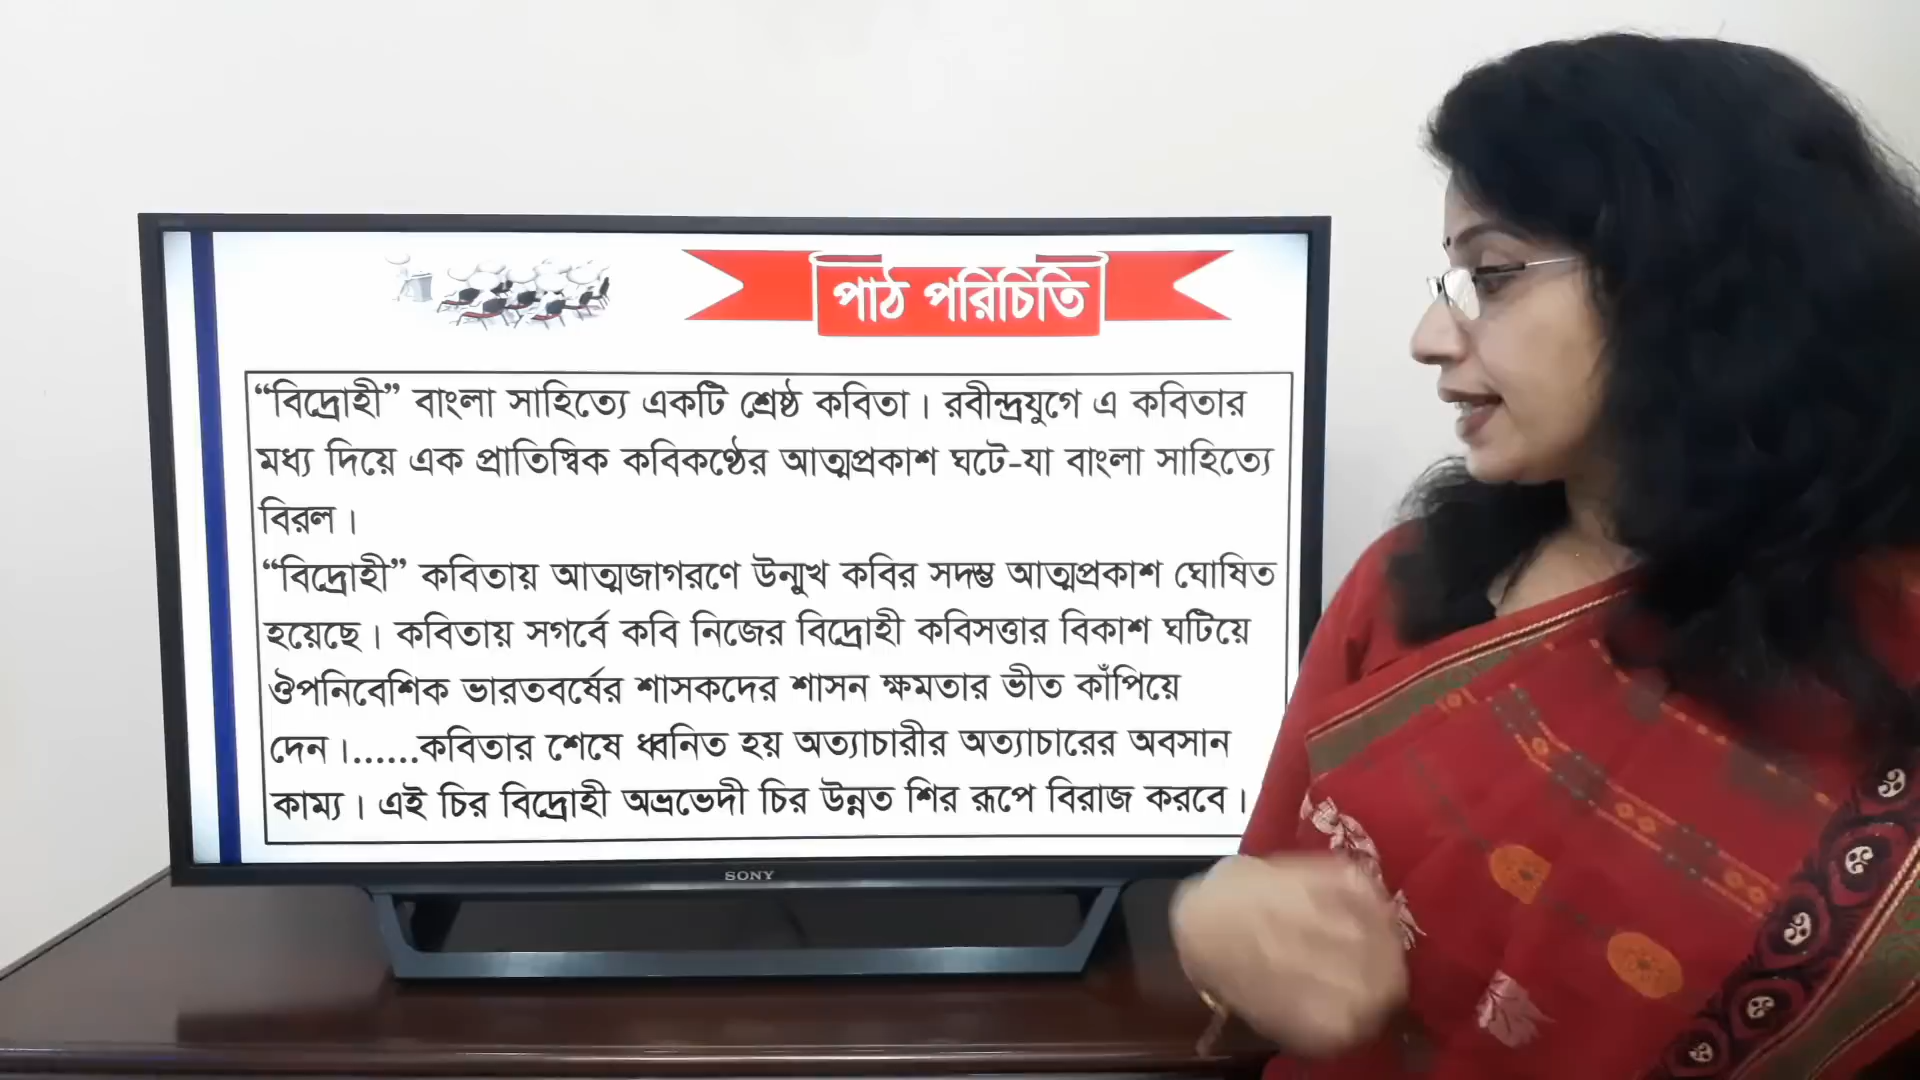 পাঠ পরিচিতি
“বিদ্রোহী” বাংলা সাহিত্যে একটি শ্রেষ্ঠ কবিতা। রবীন্দ্রযুগে এ কবিতার
মধ্য দিয়ে এক প্রাতিস্বিক কবিকণ্ঠের আত্মপ্রকাশ ঘটে-যা বাংলা সাহিত্যে
বিরল।
“বিদ্রোহী” কবিতায় আত্মজাগরণে উন্মুখ কবির সদম্ভ আত্মপ্রকাশ ঘোষিত
হয়েছে। কবিতায় সগর্বে কবি নিজের বিদ্রোহী কবিসত্তার বিকাশ ঘটিয়ে
ঔপনিবেশিক ভারতবর্ষের শাসকদের শাসন ক্ষমতার ভীত কাঁপিয়ে
দেন।......কবিতার শেষে ধ্বনিত হয় অত্যাচারীর অত্যাচারের অবসান
কাম্য। এই চির বিদ্রোহী অভ্রভেদী চির উন্নত শির রূপে বিরাজ করবে।
SONY